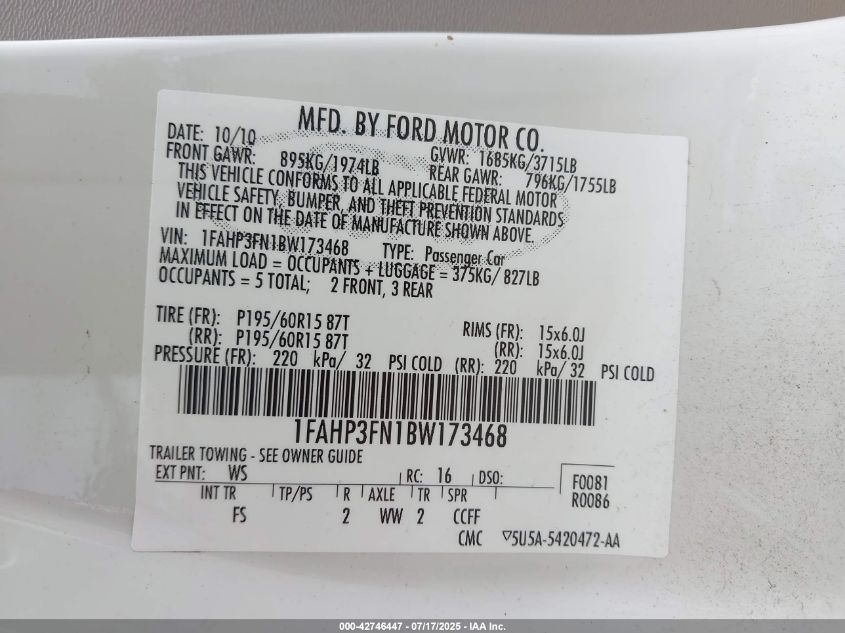 MFD. BY FORD MOTOR CO.
DATE: 10/10 GVWR: 1685KG/3715LB
FRONT GAWR: 895KG/1974LB REAR GAWR: 796KG/1755LB
THIS VEHICLE CONFORMS TO ALL APPLICABLE FEDERAL MOTOR
VEHICLE SAFETY, BUMPER, AND THEFT PREVENTION STANDARDS
IN EFFECT ON THE DATE OF MANUFACTURE SHOWN ABOVE.
VIN: 1FAHP3FN1BW173468 TYPE: Passenger Car
MAXIMUM LOAD = OCCUPANTS + LUGGAGE = 375KG/ 827LB
OCCUPANTS = 5 TOTAL; 2 FRONT, 3 REAR
TIRE (FR): P195/60R15 87T RIMS (FR): 15x6.0J
(RR): P195/60R15 87T (RR): 15x6.0J
PRESSURE (FR): 220 kPa/ 32 PSI COLD (RR): 220 kPa/ 32 PSI COLD
1FAHP3FN1BW173468
TRAILER TOWING - SEE OWNER GUIDE
EXT PNT: WS RC: 16 DSO: F0081
INT TR TP/PS R AXLE TR SPR R0086
FS 2 WW 2 CCFF
CMC ▽5U5A-5420472-AA
000-42746447 - 07/17/2025 - IAA Inc.